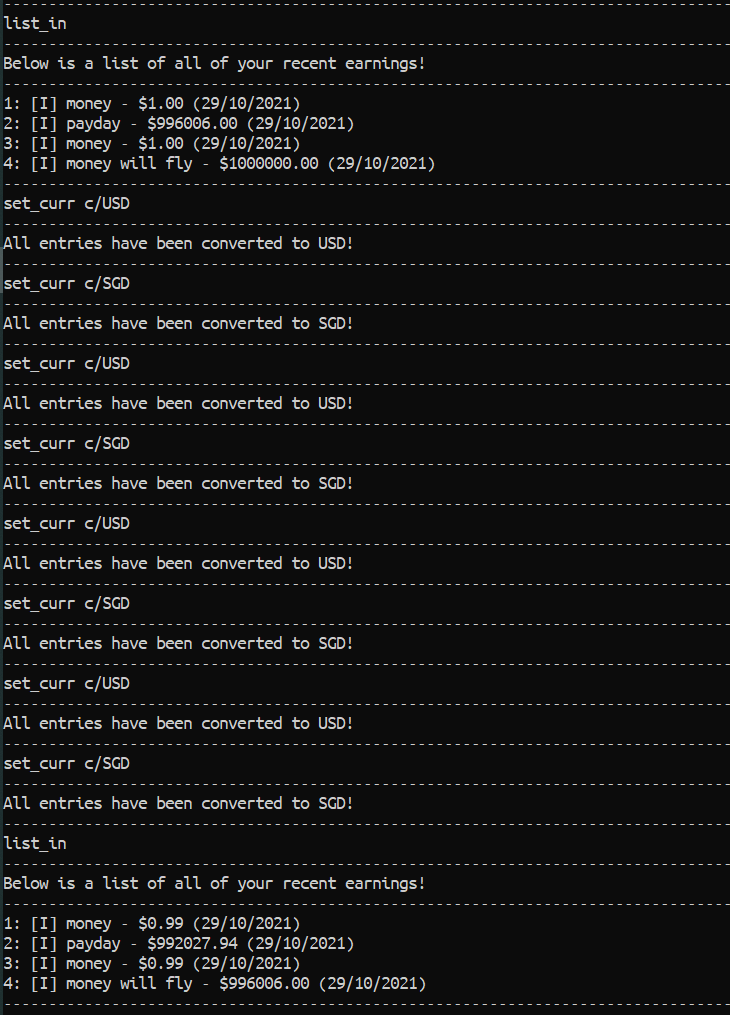 list_in
Below is a list of all of your recent earnings!
1: [I] money - $1.00 (29/10/2021)
2: [I] payday - $996006.00 (29/10/2021)
3: [I] money - $1.00 (29/10/2021)
4: [I] money will fly - $1000000.00 (29/10/2021)
set_curr c/USD
All entries have been converted to USD!
set_curr c/SGD
All entries have been converted to SGD!
set_curr c/USD
All entries have been converted to USD!
set_curr c/SGD
All entries have been converted to SGD!
set_curr c/USD
All entries have been converted to USD!
set_curr c/SGD
All entries have been converted to SGD!
set_curr c/USD
All entries have been converted to USD!
set_curr c/SGD
All entries have been converted to SGD!
list_in
Below is a list of all of your recent earnings!
1: [I] money - $0.99 (29/10/2021)
2: [I] payday - $992027.94 (29/10/2021)
3: [I] money - $0.99 (29/10/2021)
4: [I] money will fly - $996006.00 (29/10/2021)